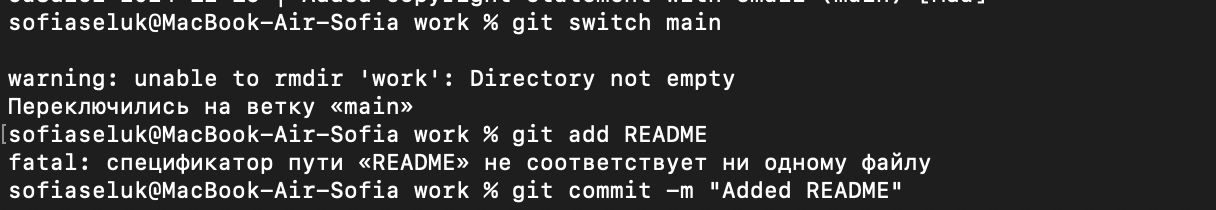 sofiaseluk@MacBook-Air-Sofia work % git switch main
warning: unable to rmdir 'work': Directory not empty
Переключились на ветку «main»
[sofiaseluk@MacBook-Air-Sofia work % git add README
fatal: спецификатор пути «README» не соответствует ни одному файлу
sofiaseluk@MacBook-Air-Sofia work % git commit -m "Added README"